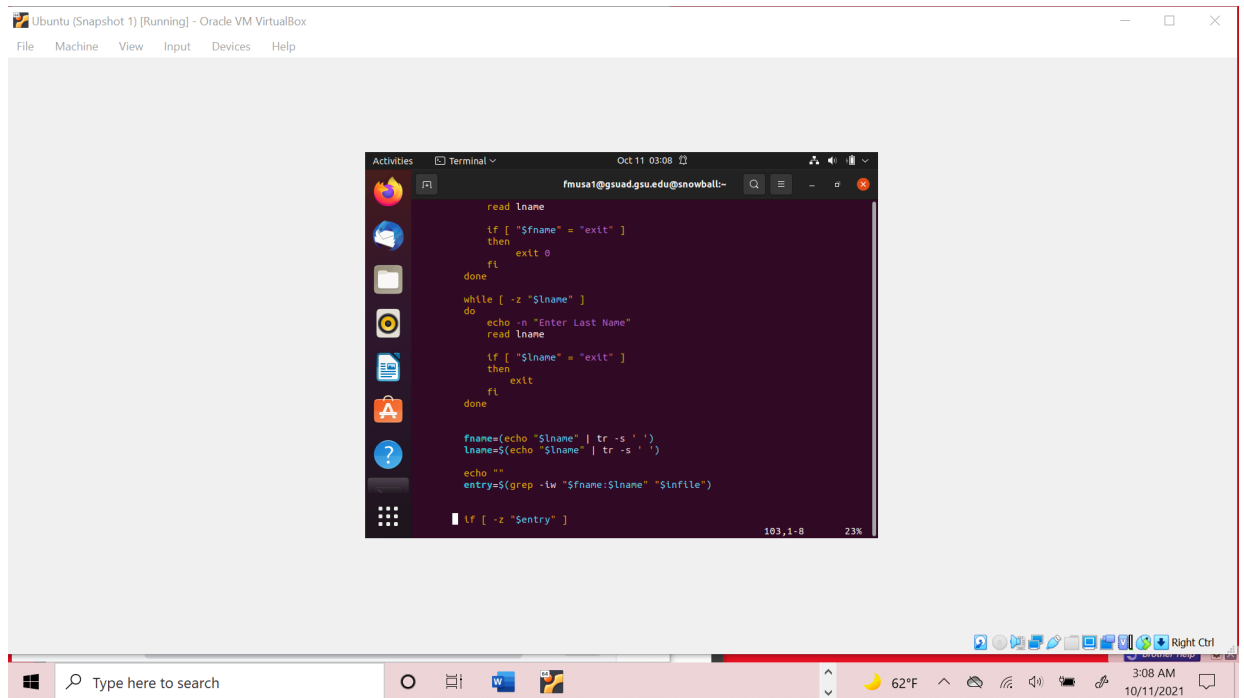 Ubuntu (Snapshot 1) [Running] - Oracle VM VirtualBox
File Machine View Input Devices Help
Activities Terminal Oct 11 03:08
fmusa1@gsuad.gsu.edu@snowball:~
read lname
if [ "$fname" = "exit" ]
then
exit 0
fi
done
while [ -z "$lname" ]
do
echo -n "Enter Last Name"
read lname
if [ "$lname" = "exit" ]
then
exit
fi
done
fname=(echo "$lname" | tr -s ' ')
lname=$(echo "$lname" | tr -s ' ')
echo ""
entry=$(grep -iw "$fname:$lname" "$infile")
if [ -z "$entry" ]
103,1-8 23%
Right Ctrl
Brother Help
Type here to search
W
64
62°F
3:08 AM
10/11/2021